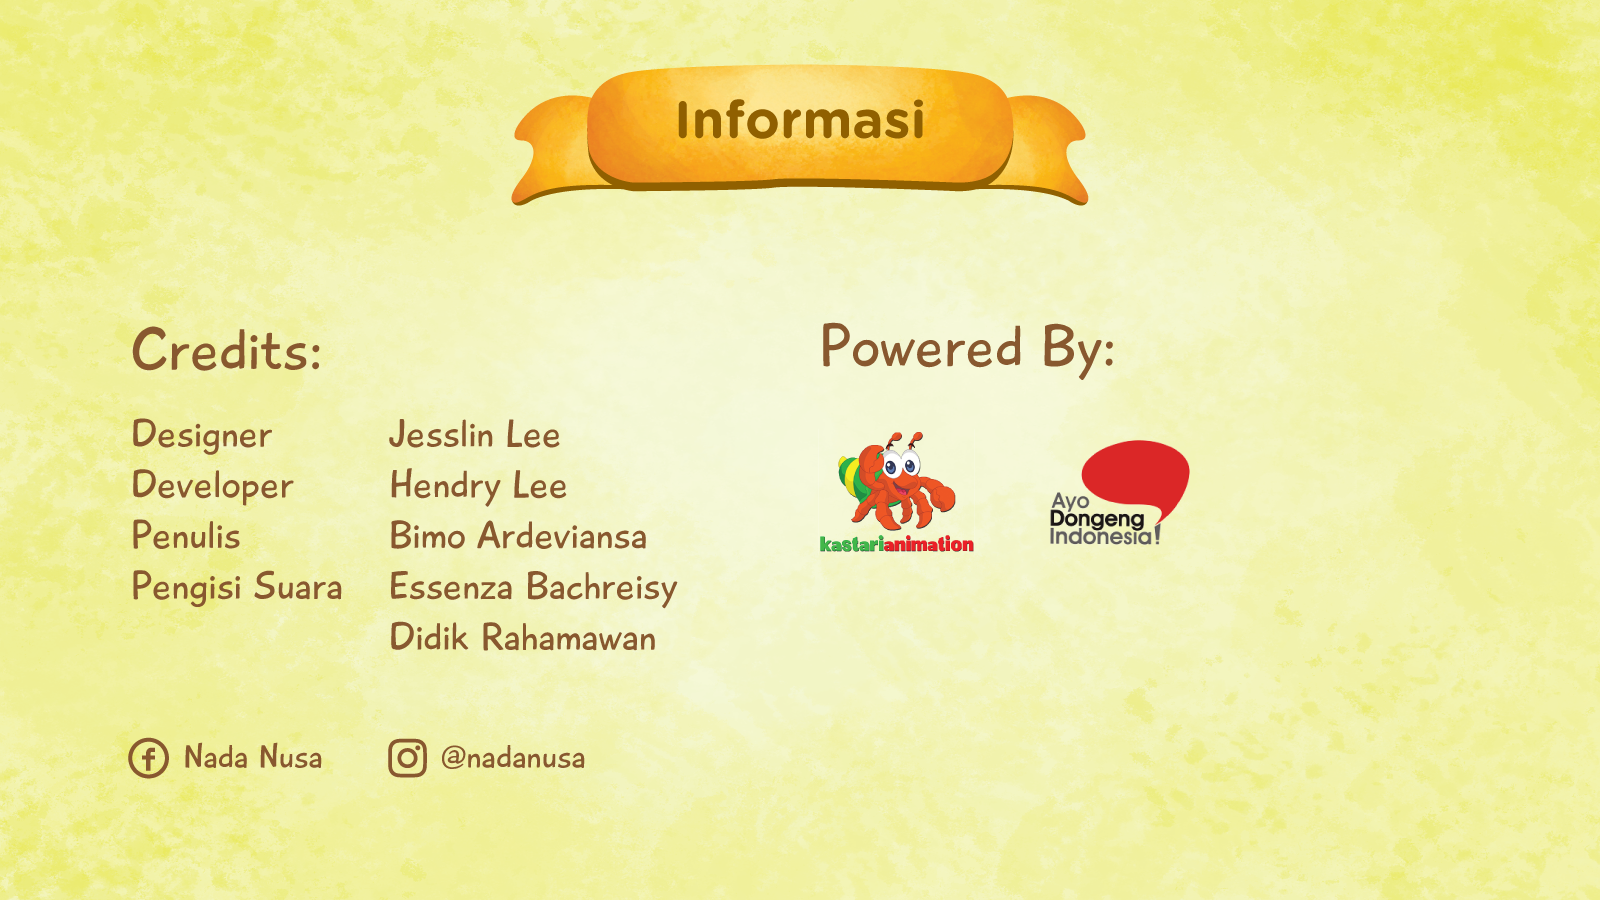 Informasi
Credits:
Designer Jesslin Lee
Developer Hendry Lee
Penulis Bimo Ardeviansa
Pengisi Suara Essenza Bachreisy
Didik Rahamawan
Nada Nusa @nadanusa
Powered By:
kastarianimation
Ayo
Dongeng
Indonesia!